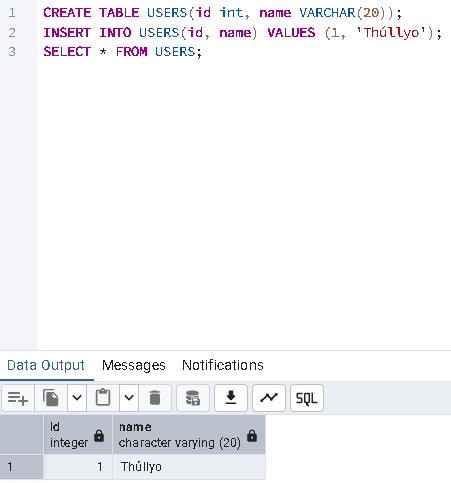 1 CREATE TABLE USERS(id int, name VARCHAR(20));
2 INSERT INTO USERS(id, name) VALUES (1, 'Thúllyo');
3 SELECT * FROM USERS;
Data Output Messages Notifications
SQL
id name
integer character varying (20)
1 1 Thúllyo